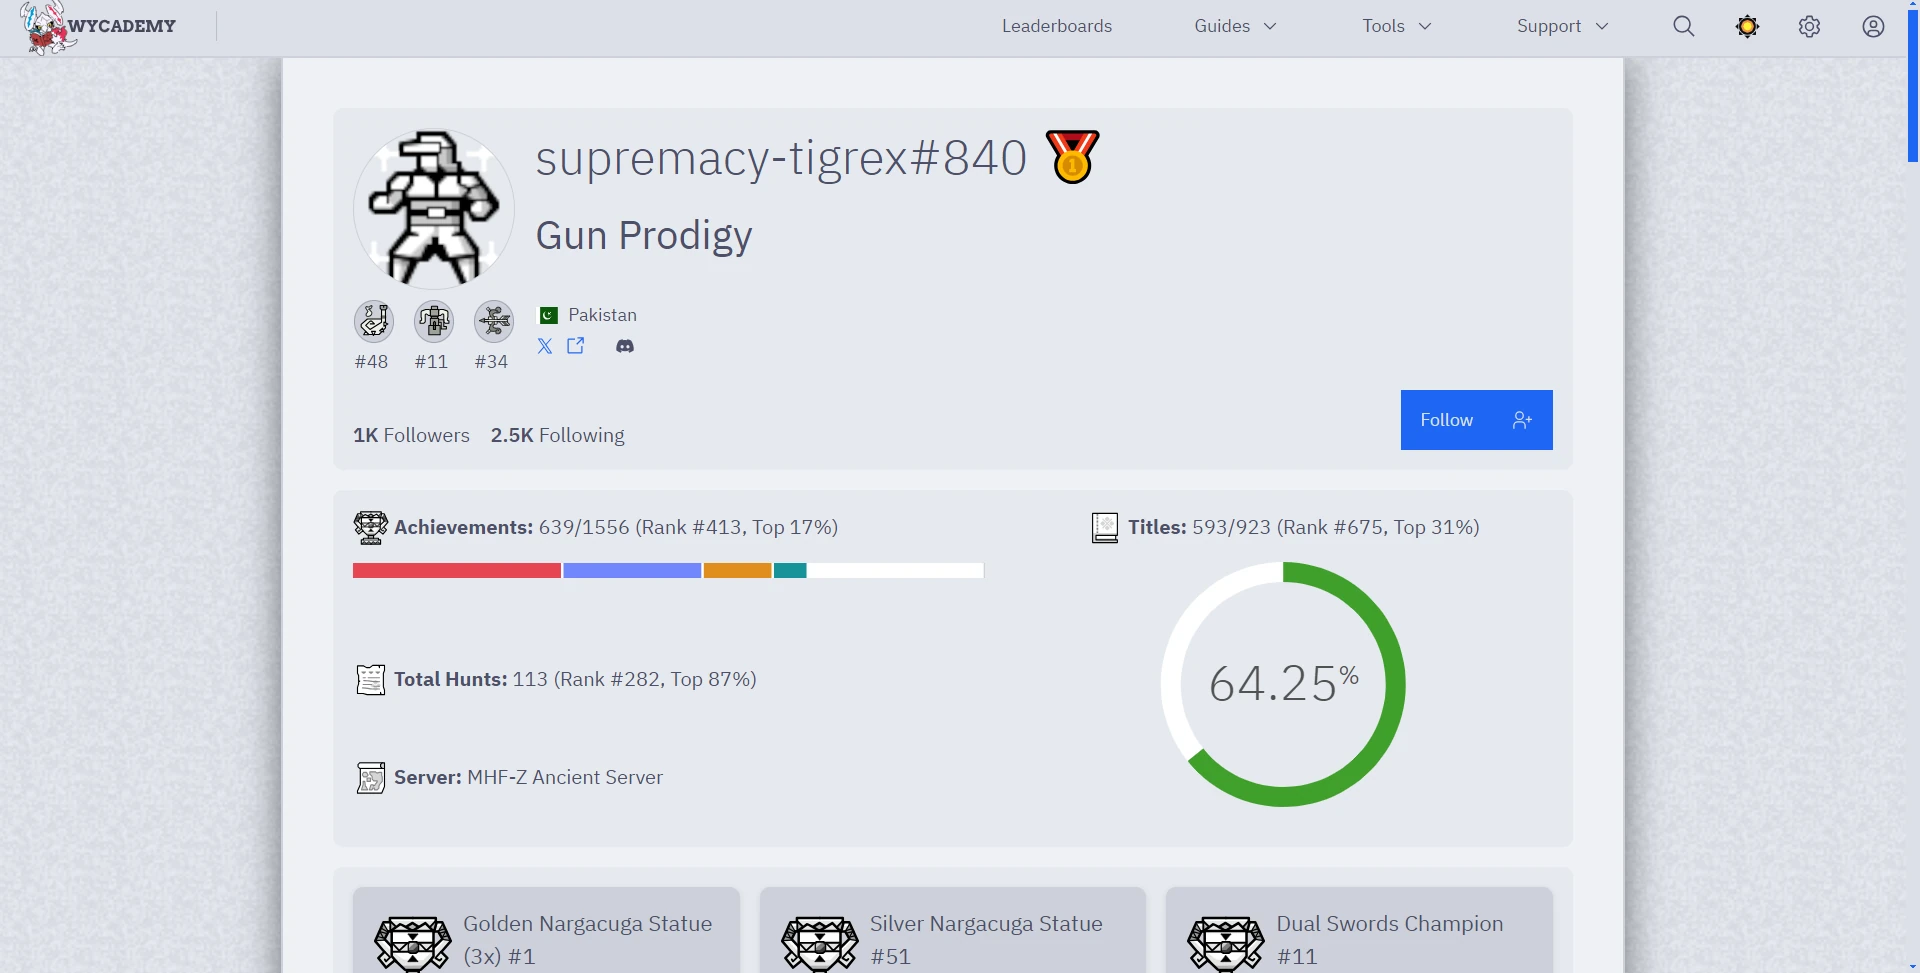 WYCADEMY
Leaderboards
Guides
Tools
Support
supremacy-tigrex#840
1
Gun Prodigy
#48
#11
#34
Pakistan
1K Followers 2.5K Following
Follow
Achievements: 639/1556 (Rank #413, Top 17%)
Titles: 593/923 (Rank #675, Top 31%)
64.25%
Total Hunts: 113 (Rank #282, Top 87%)
Server: MHF-Z Ancient Server
Golden Nargacuga Statue
(3x) #1
Silver Nargacuga Statue
#51
Dual Swords Champion
#11